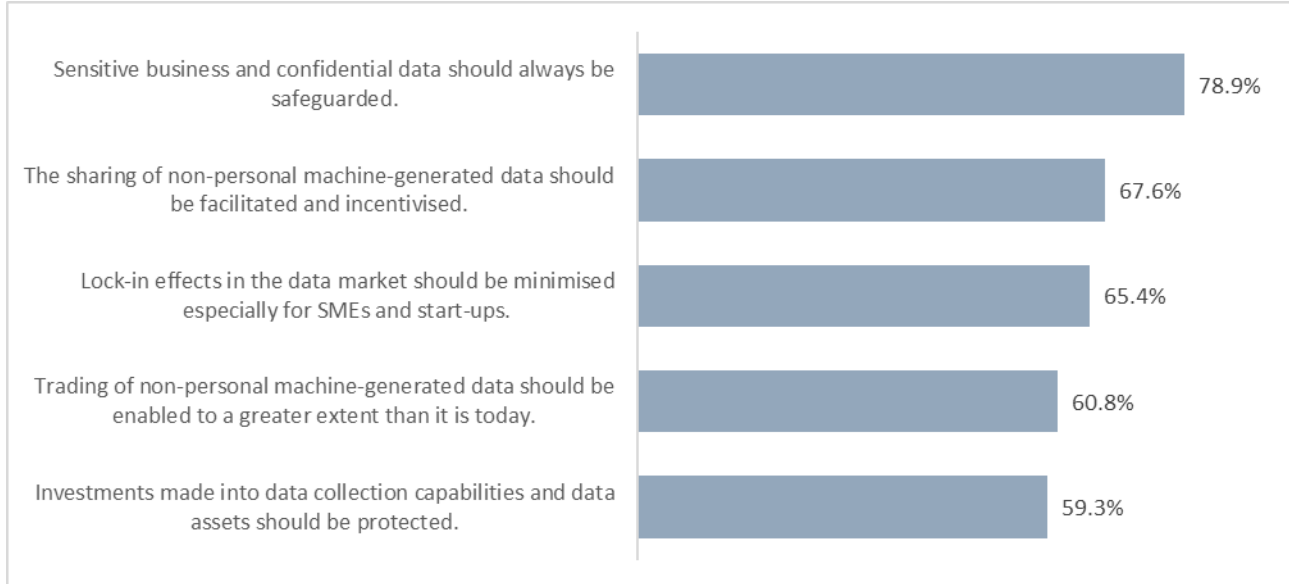 Sensitive business and confidential data should always be
safeguarded.
78.9%
The sharing of non-personal machine-generated data should
be facilitated and incentivised.
67.6%
Lock-in effects in the data market should be minimised
especially for SMEs and start-ups.
65.4%
Trading of non-personal machine-generated data should be
enabled to a greater extent than it is today.
60.8%
Investments made into data collection capabilities and data
assets should be protected.
59.3%